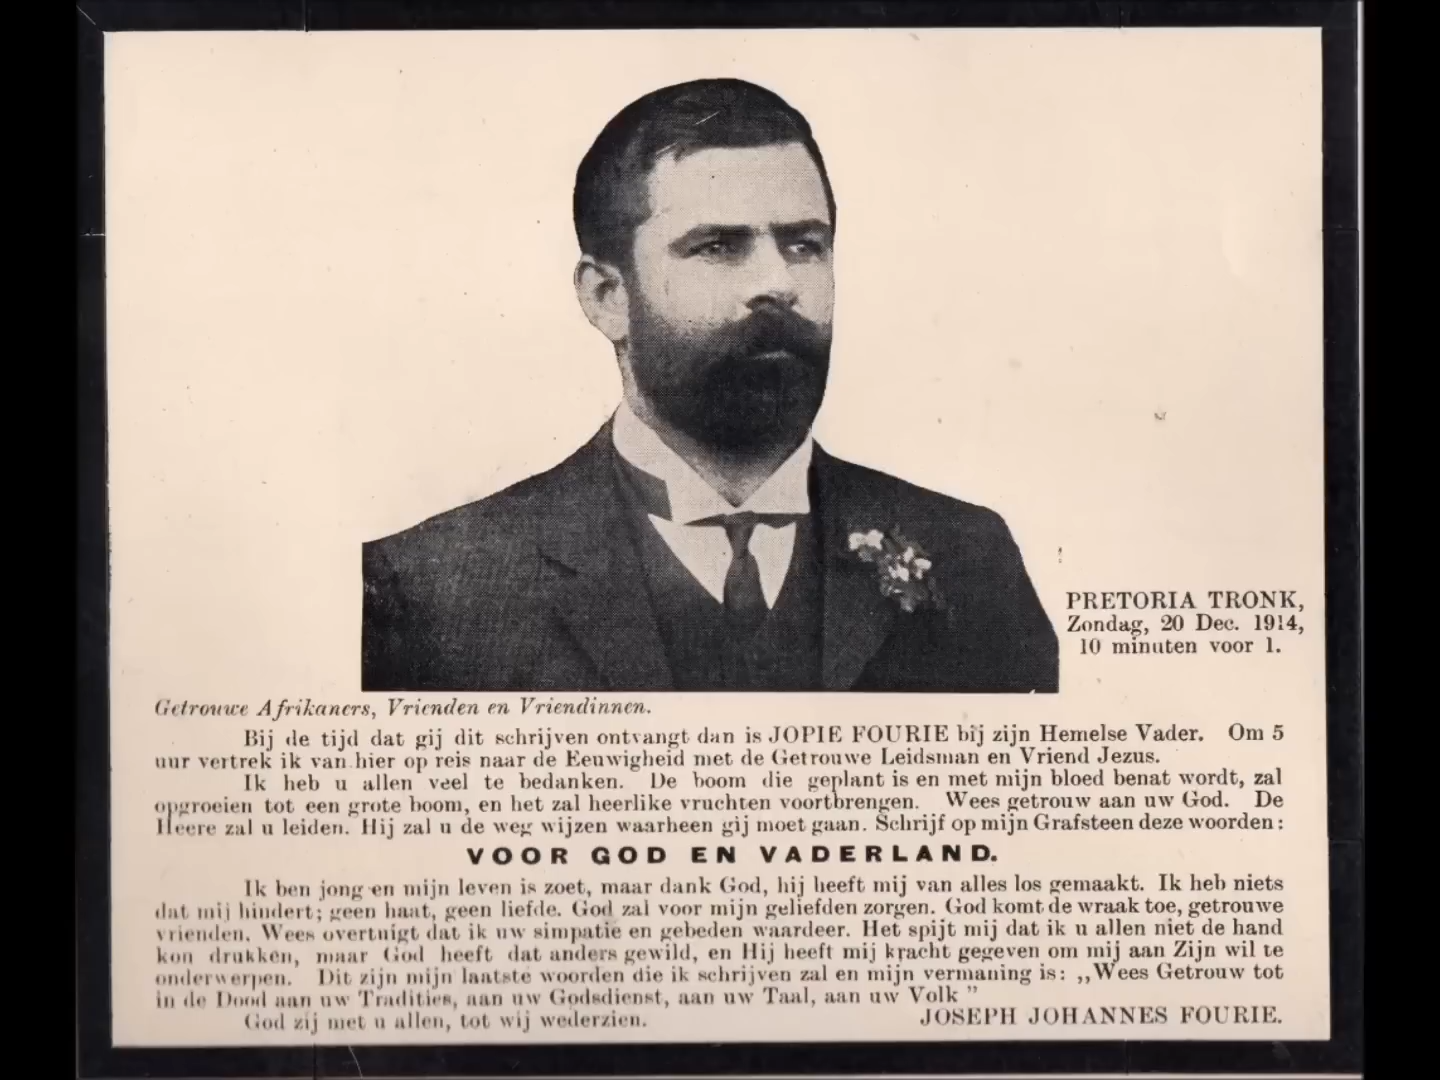 PRETORIA TRONK,
Zondag, 20 Dec. 1914,
10 minuten voor 1.
Getrouwe Afrikaners, Vrienden en Vriendinnen.
Bij de tijd dat gij dit schrijven ontvangt dan is JOPIE FOURIE bij zijn Hemelse Vader. Om 5
uur vertrek ik van hier op reis naar de Eeuwigheid met de Getrouwe Leidsman en Vriend Jezus.
Ik heb u allen veel te bedanken. De boom die geplant is en met mijn bloed benat wordt, zal
opgroeien tot een grote boom, en het zal heerlike vruchten voortbrengen. Wees getrouw aan uw God. De
Heere zal u leiden. Hij zal u de weg wijzen waarheen gij moet gaan. Schrijf op mijn Grafsteen deze woorden:
VOOR GOD EN VADERLAND.
Ik ben jong en mijn leven is zoet, maar dank God, hij heeft mij van alles los gemaakt. Ik heb niets
dat mij hindert; geen haat, geen liefde. God zal voor mijn geliefden zorgen. God komt de wraak toe, getrouwe
vrienden. Wees overtuigt dat ik uw simpatie en gebeden waardeer. Het spijt mij dat ik u allen niet de hand
kon drukken, maar God heeft dat anders gewild, en Hij heeft mij kracht gegeven om mij aan Zijn wil te
onderwerpen. Dit zijn mijn laatste woorden die ik schrijven zal en mijn vermaning is: „Wees Getrouw tot
in de Dood aan uw Tradities, aan uw Godsdienst, aan uw Taal, aan uw Volk ”
God zij met u allen, tot wij wederzien.
JOSEPH JOHANNES FOURIE.